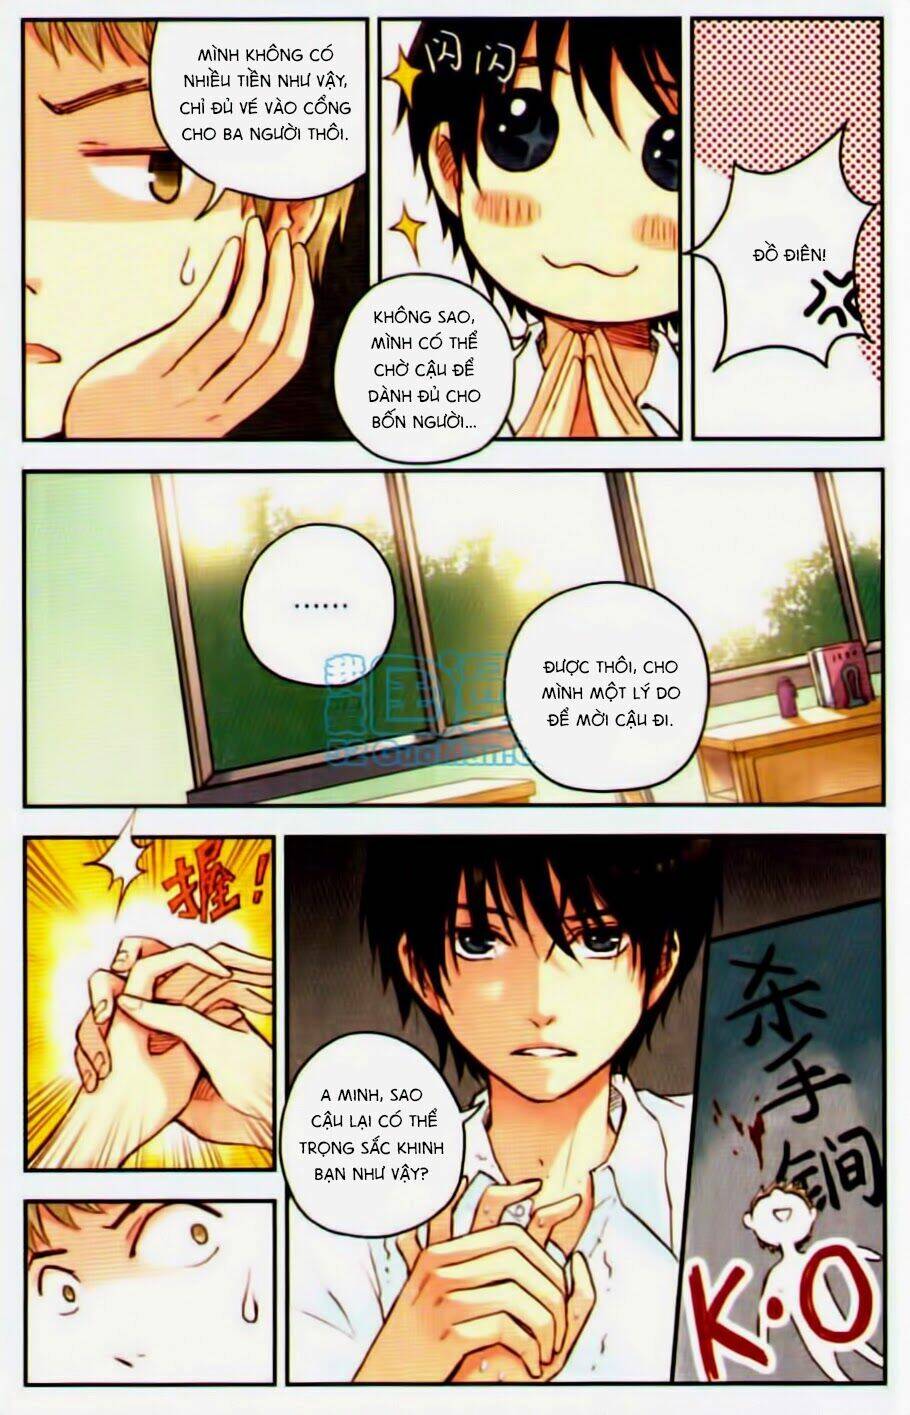 MÌNH KHÔNG CÓ
NHIỀU TIỀN NHƯ VẬY,
CHỈ ĐỦ VÉ VÀO CỔNG
CHO BA NGƯỜI THÔI.
闪闪
KHÔNG SAO,
MÌNH CÓ THỂ
CHỜ CẬU ĐỂ
DÀNH ĐỦ CHO
BỐN NGƯỜI...
ĐỒ ĐIÊN!
······
ĐƯỢC THÔI, CHO
MÌNH MỘT LÝ DO
ĐỂ MỜI CẬU ĐI.
握!
A MINH, SAO
CẬU LẠI CÓ THỂ
TRỌNG SẮC KHINH
BẠN NHƯ VẬY?
杀手锏
K·O